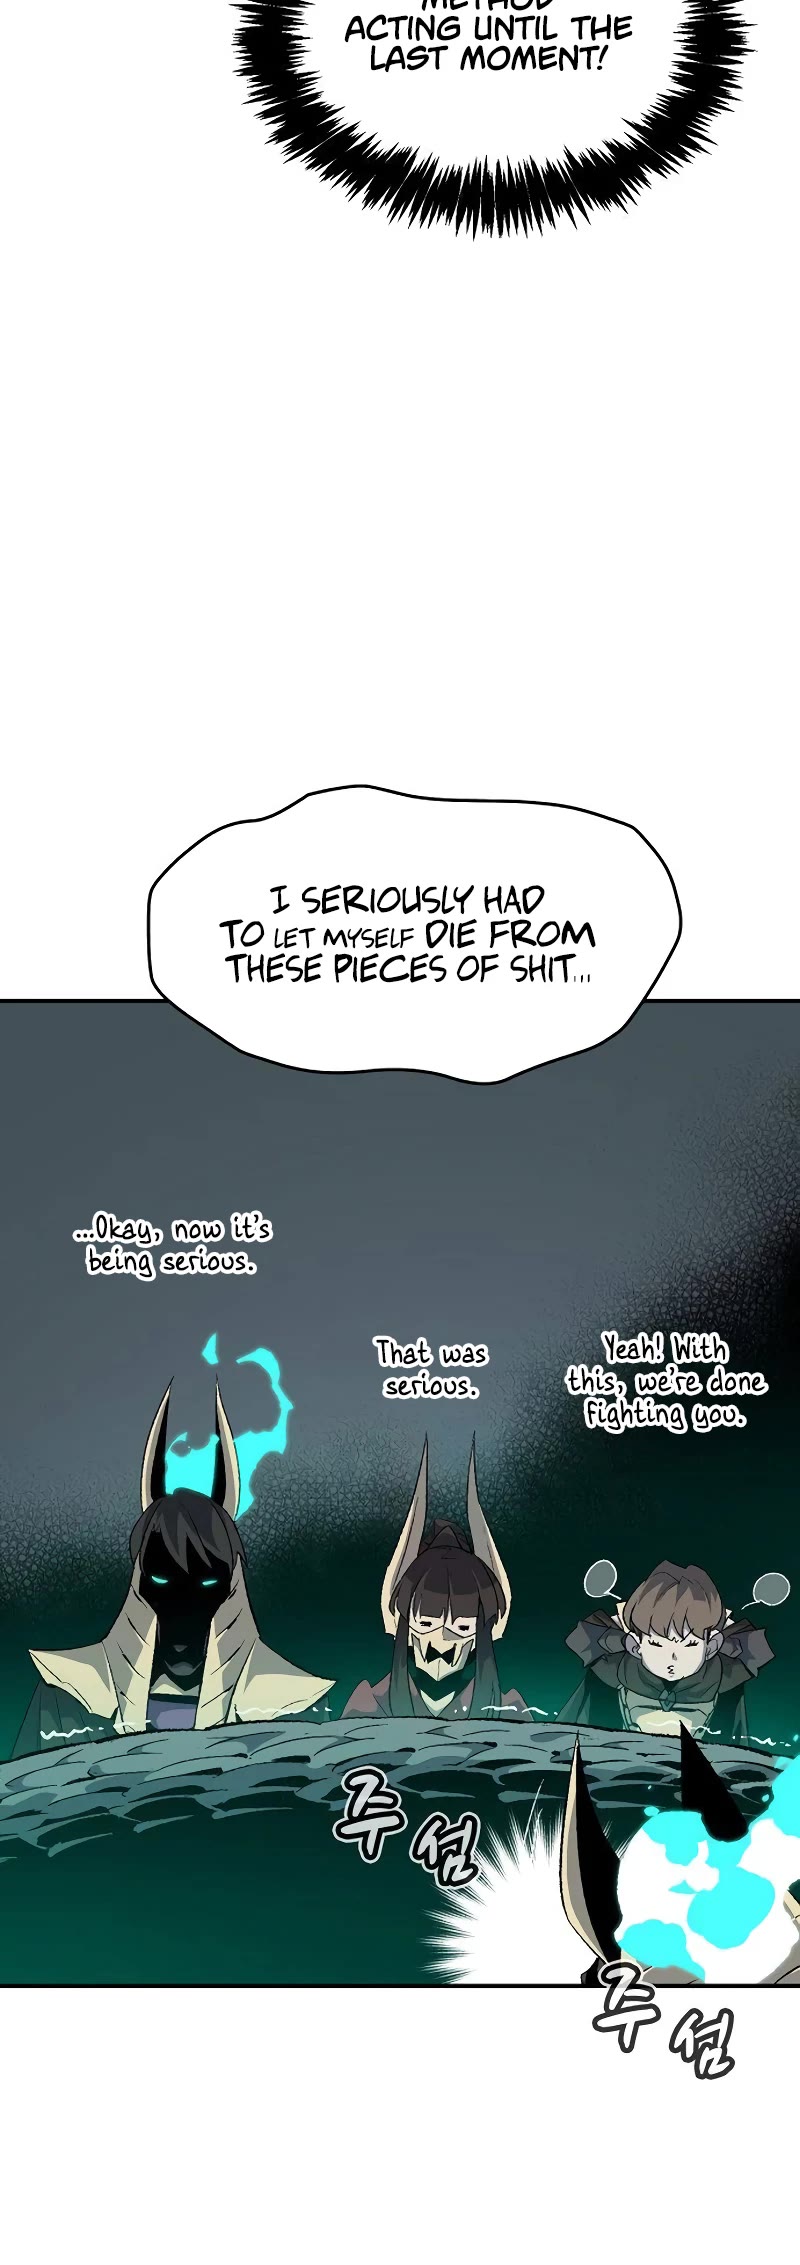 METHOD
ACTING UNTIL THE
LAST MOMENT!
I SERIOUSLY HAD
TO LET MYSELF DIE FROM
THESE PIECES OF SHIT...
...Okay, now it's
being serious.
That was
serious.
Yeah! With
this, we're done
fighting you.
주섬
주섬